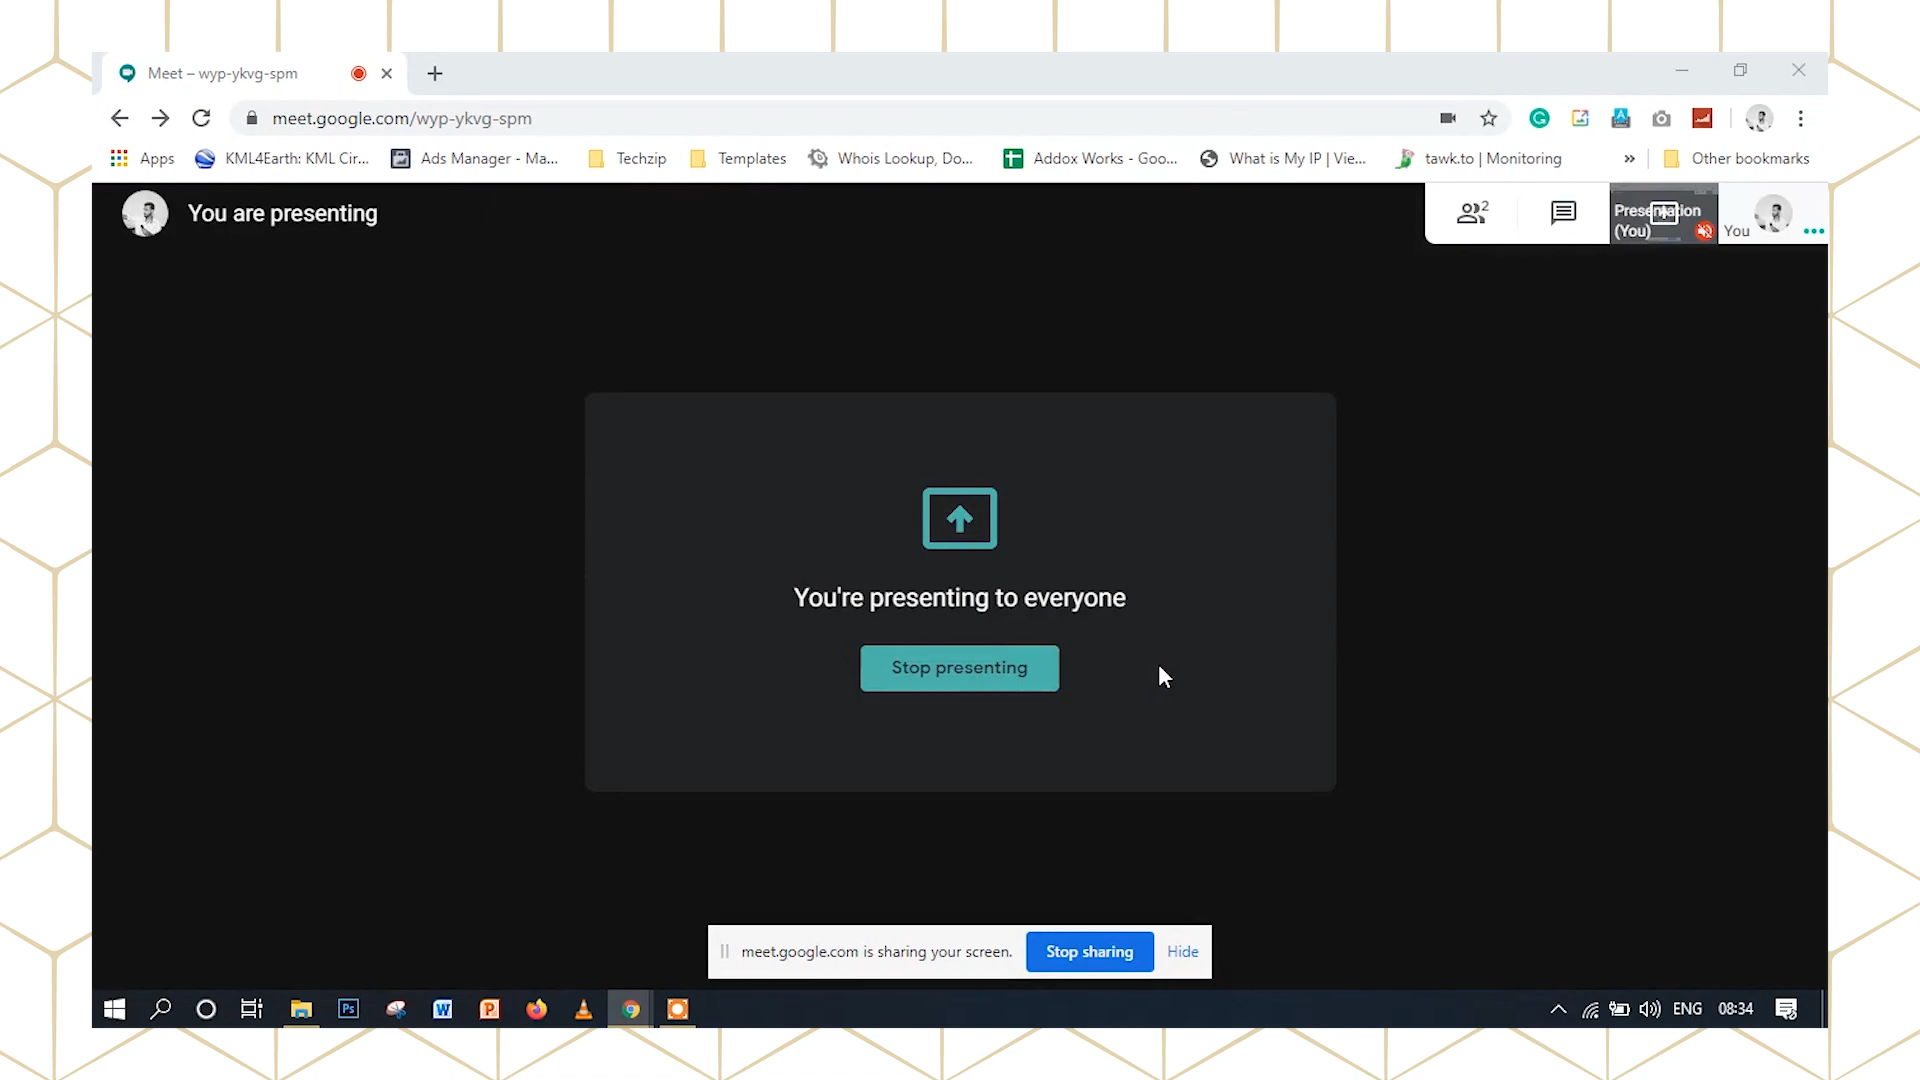 Meet – wyp-ykvg-spm
meet.google.com/wyp-ykvg-spm
Apps
KML4Earth: KML Cir...
Ads Manager - Ma...
Techzip
Templates
Whois Lookup, Do...
Addox Works - Goo...
What is My IP | Vie...
tawk.to | Monitoring
»
Other bookmarks
You are presenting
2
Presentation
(You)
You
You're presenting to everyone
Stop presenting
meet.google.com is sharing your screen.
Stop sharing
Hide
Ps
W
P
ENG
08:34